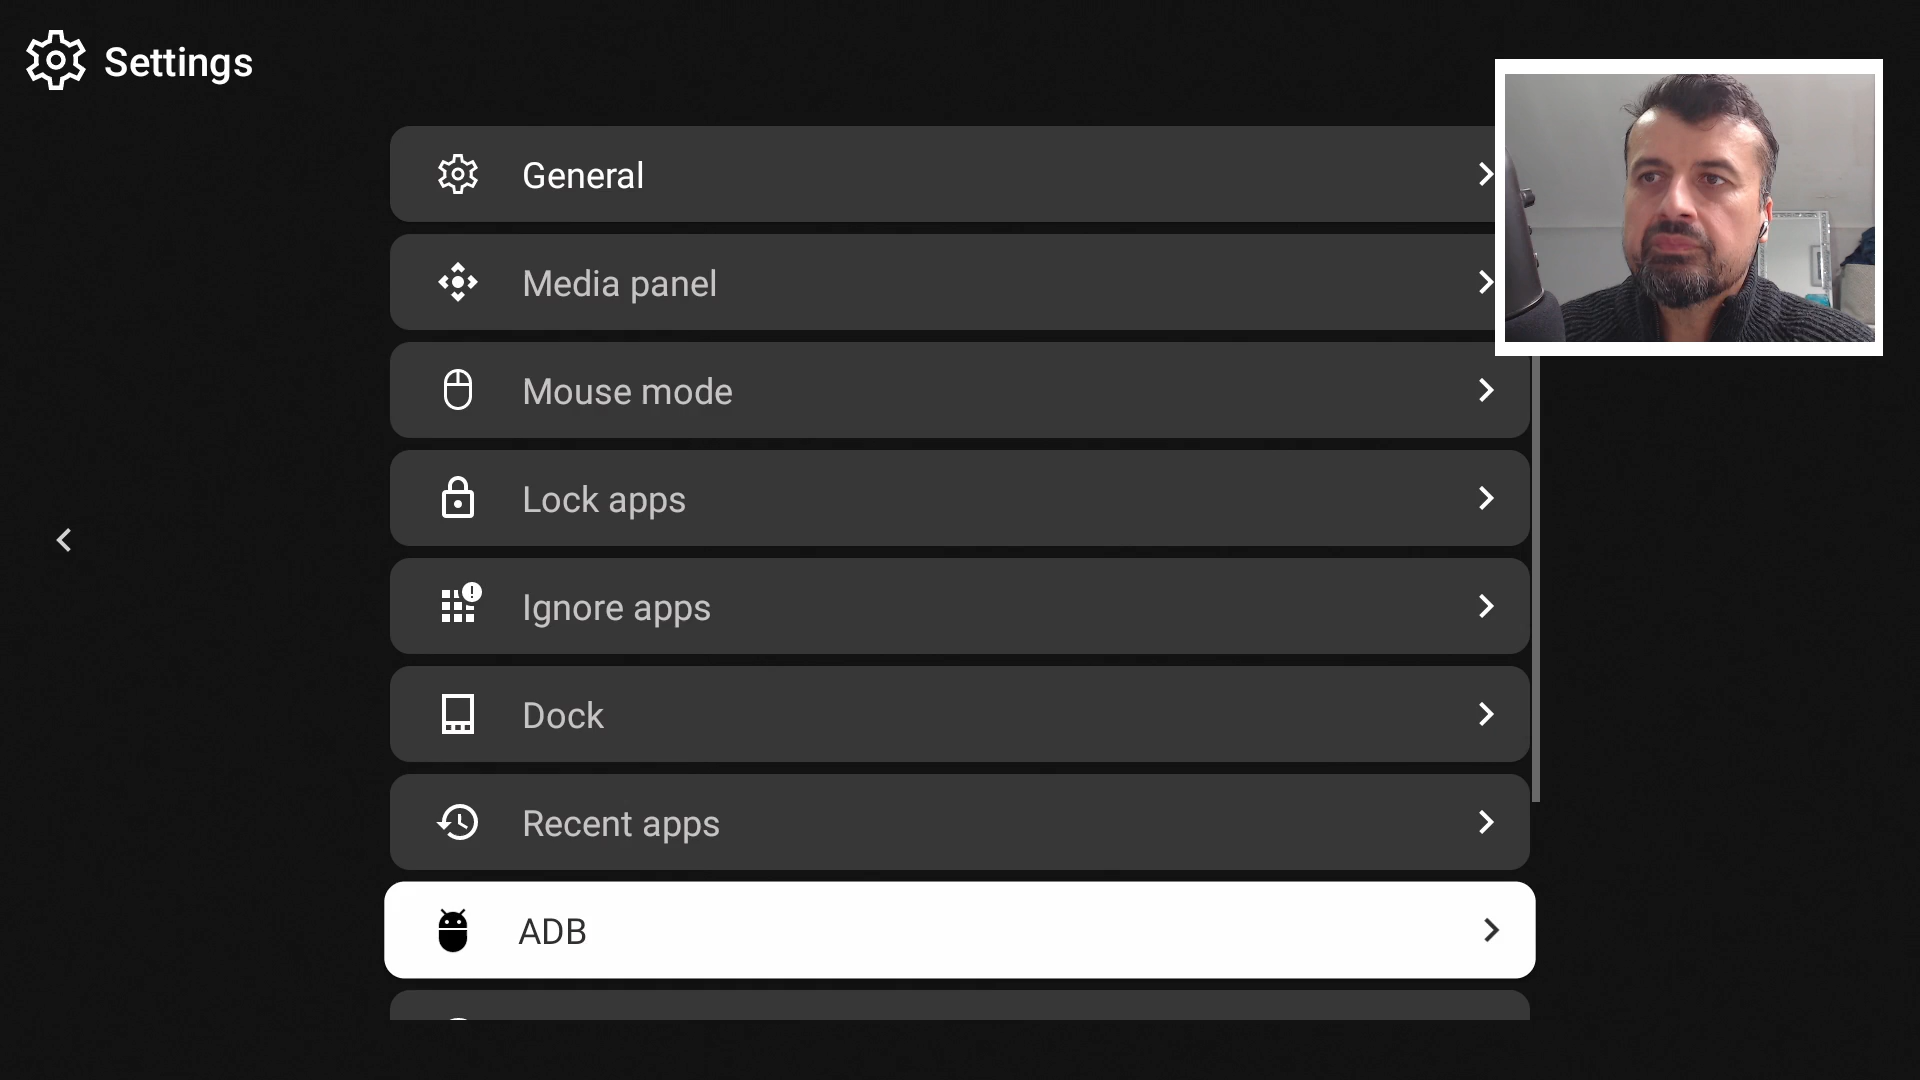 Settings
General
Media panel
Mouse mode
Lock apps
Ignore apps
Dock
Recent apps
ADB